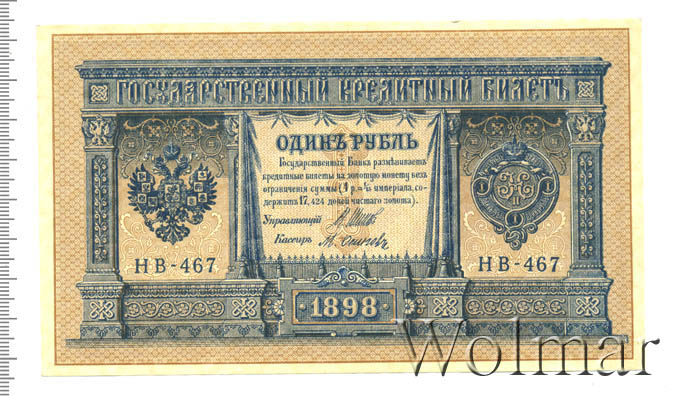 ГОСУДАРСТВЕННЫЙ КРЕДИТНЫЙ БИЛЕТЪ
ОДИНЪ РУБЛЬ
Государственный Банкъ размѣниваетъ
кредитные билеты на золотую монету безъ
ограниченія суммы (1 р. = 1/15 имперіала, со-
держитъ 17,424 долей чистаго золота).
Управляющій
Кассиръ
НВ-467
НВ-467
1898
Wolmar